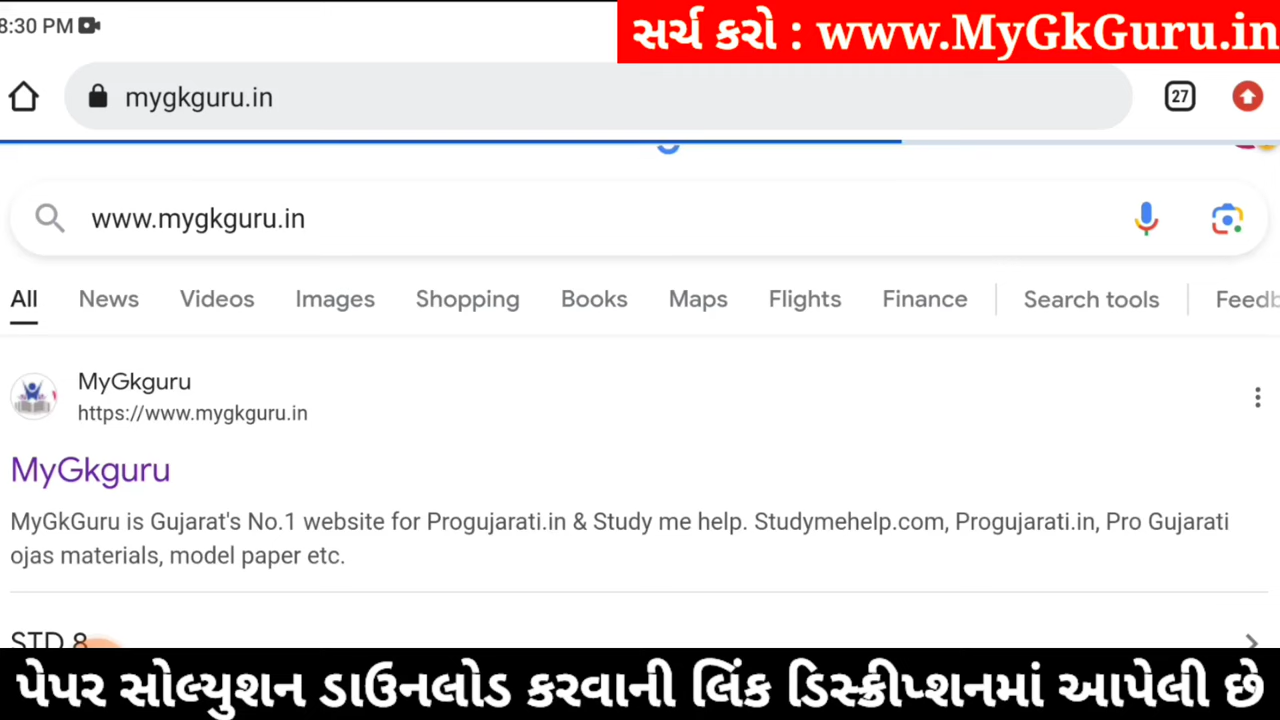 8:30 PM
સર્ચ કરો : www.MyGkGuru.in
mygkguru.in
27
www.mygkguru.in
All News Videos Images Shopping Books Maps Flights Finance Search tools Feedb
MyGkguru
https://www.mygkguru.in
MyGkguru
MyGkGuru is Gujarat's No.1 website for Progujarati.in & Study me help. Studymehelp.com, Progujarati.in, Pro Gujarati
ojas materials, model paper etc.
STD 8
પેપર સોલ્યુશન ડાઉનલોડ કરવાની લિંક ડિસ્ક્રીપ્શનમાં આપેલી છે